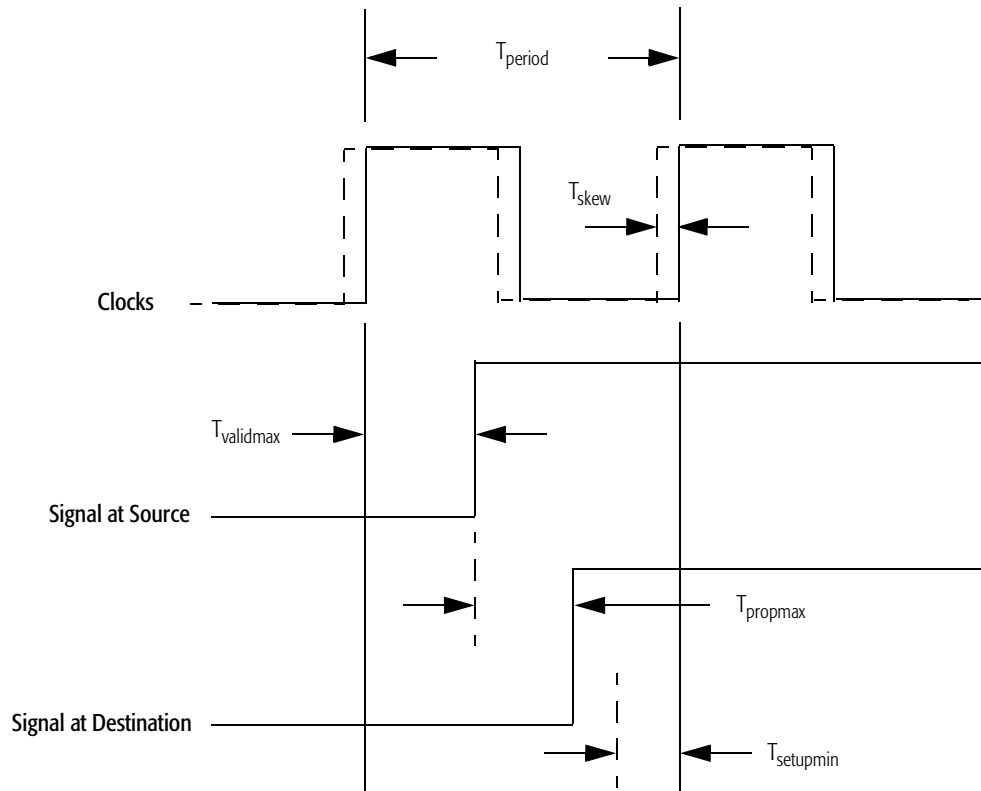 Tperiod
Tskew
Clocks
Tvalidmax
Signal at Source
Tpropmax
Signal at Destination
Tsetupmin